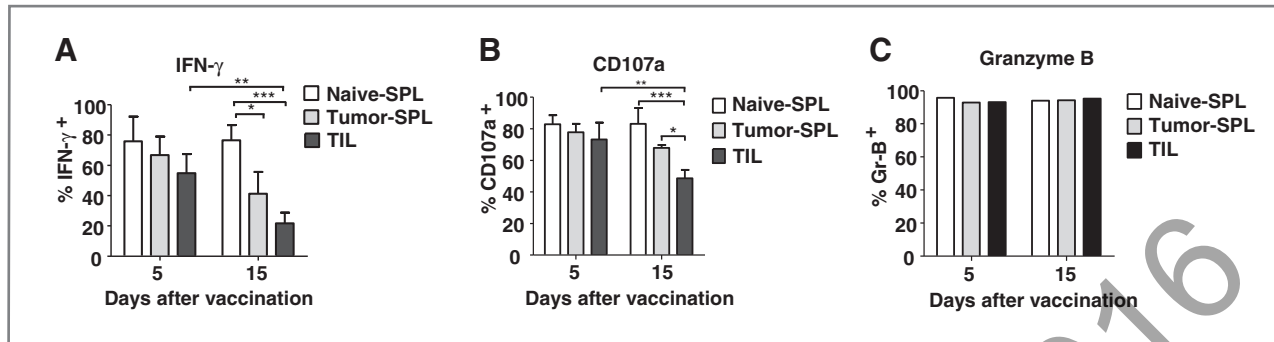 A
IFN-γ
**
***
*
Naive-SPL
Tumor-SPL
TIL
% IFN-γ +
100
80
60
40
20
0
5
15
Days after vaccination
B
CD107a
**
***
*
Naive-SPL
Tumor-SPL
TIL
% CD107a +
100
80
60
40
20
0
5
15
Days after vaccination
C
Granzyme B
Naive-SPL
Tumor-SPL
TIL
% Gr-B+
100
80
60
40
20
0
5
15
Days after vaccination